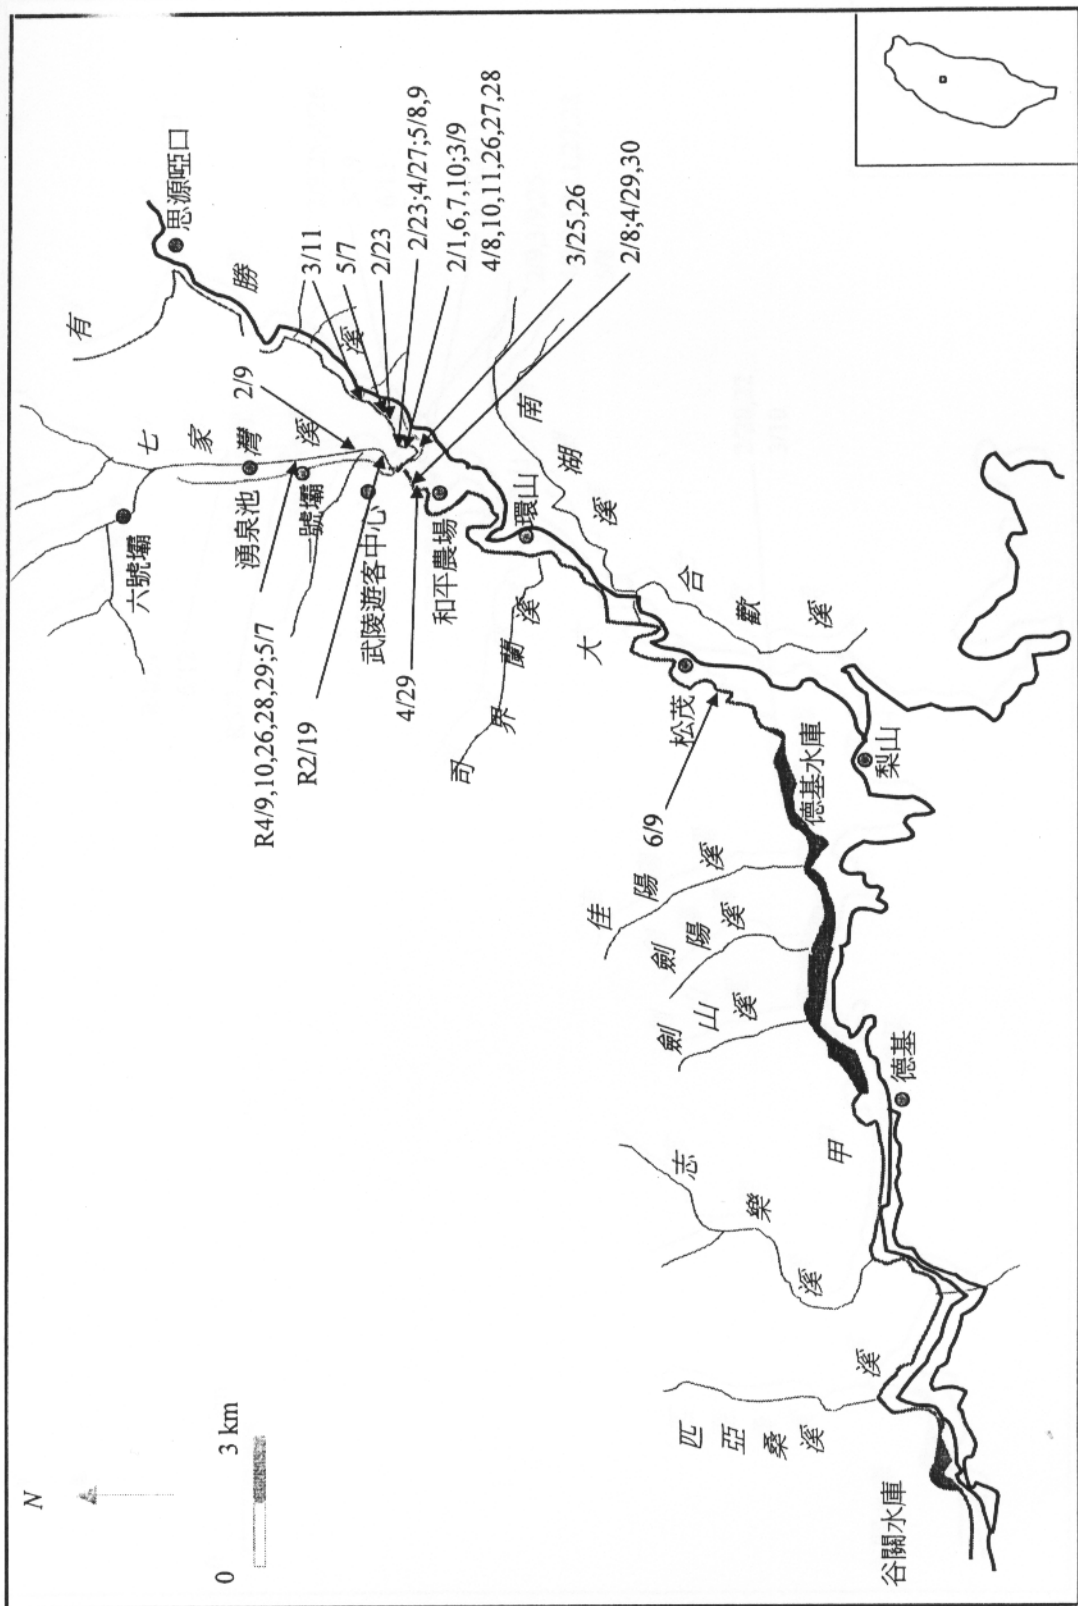 N
0 3 km
思源啞口
有勝溪
3/11
5/7
2/23
2/23;4/27;5/8,9
2/1,6,7,10;3/9
4/8,10,11,26,27,28
3/25,26
2/8;4/29,30
2/9
七家灣溪
六號壩
湧泉池
一號壩
R4/9,10,26,28,29;5/7
R2/19
武陵遊客中心
4/29
和平農場
環山
南湖溪
司界蘭溪
合歡溪
大甲溪
松茂
6/9
德基水庫
梨山
佳陽溪
劍陽溪
劍山溪
德基
志樂溪
匹亞桑溪
谷關水庫